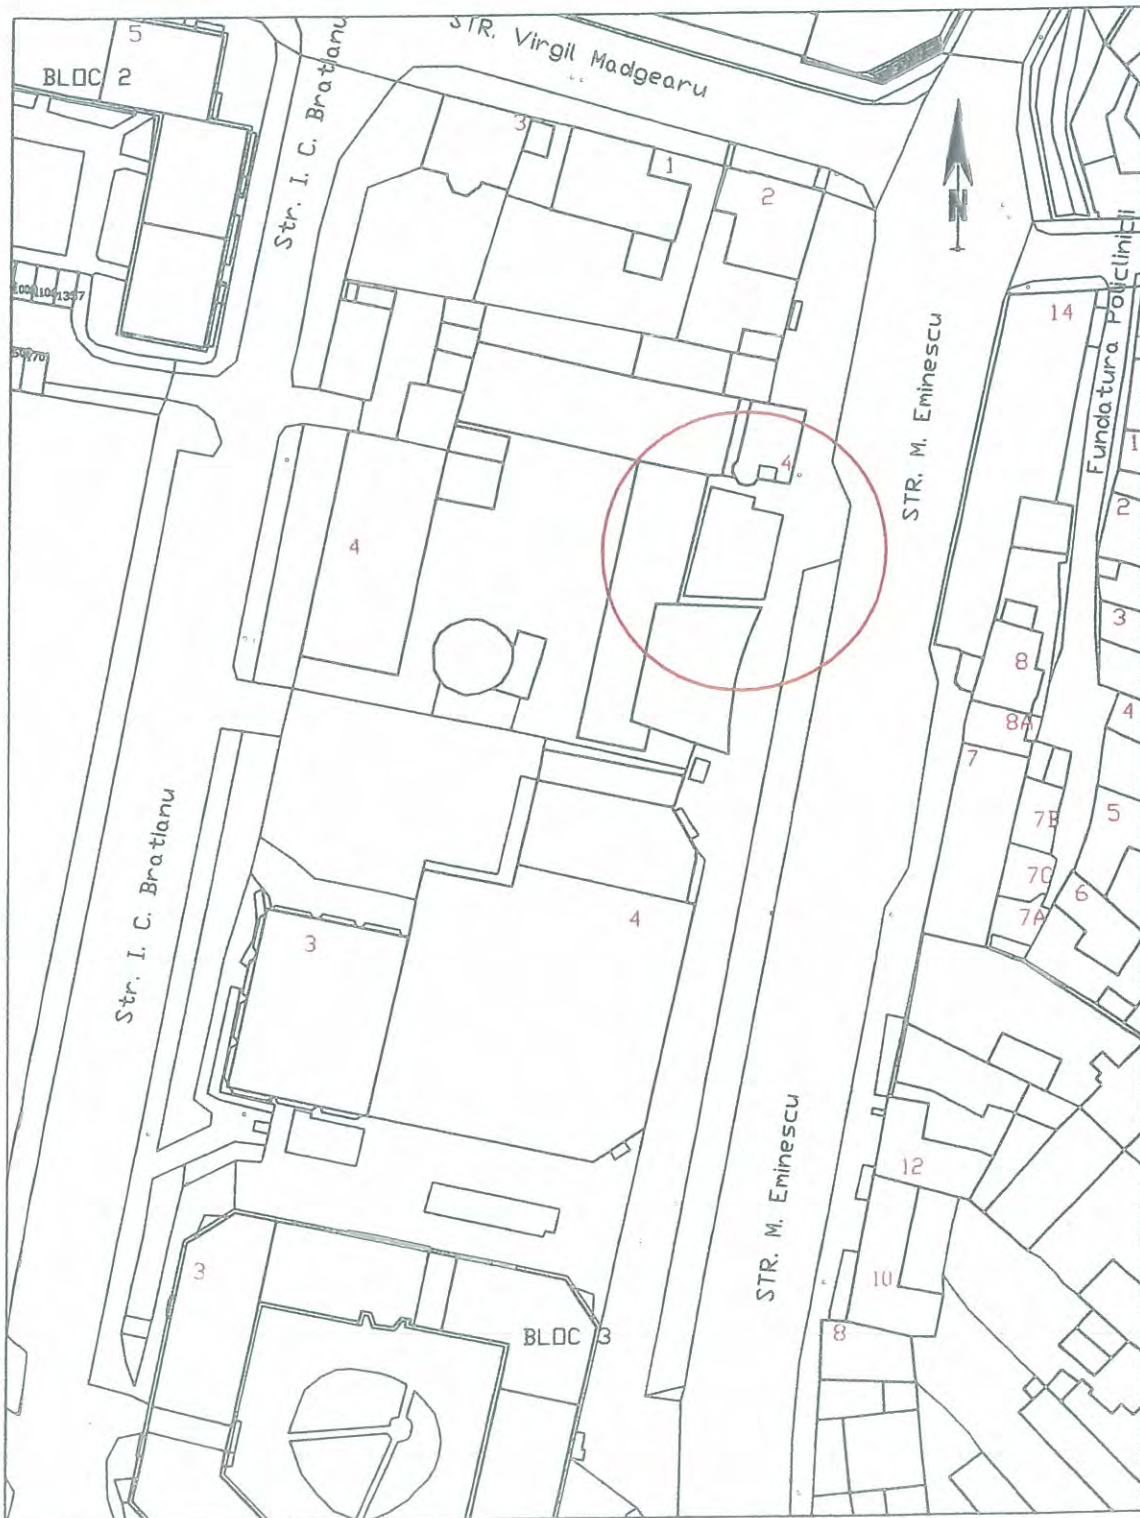 5
BLOC 2
Str. I. C. Bratianu
STR. Virgil Madgearu
3
1
2
N
14
Fundatura Policlinicii
STR. M. Eminescu
4
4
1
2
3
8
8A
4
7
7B
5
7C
6
7A
Str. I. C. Bratianu
3
4
STR. M. Eminescu
12
3
10
BLOC 3
8